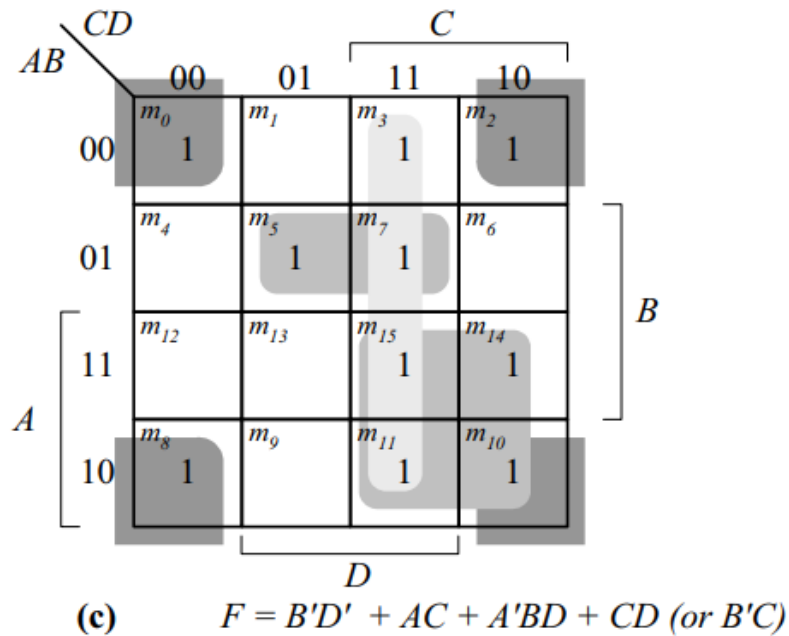 CD
C
AB
00 01 11 10
m0 m1 m3 m2
00 1 1 1
m4 m5 m7 m6
01 1 1
B
m12 m13 m15 m14
11 1 1
A
m8 m9 m11 m10
10 1 1 1
D
(c) F = B'D' + AC + A'BD + CD (or B'C)